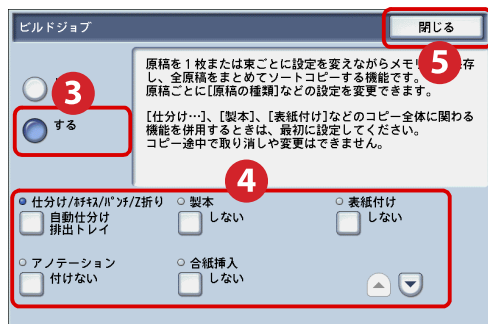 ビルドジョブ
閉じる
原稿を1枚または束ごとに設定を変えながらメモリ 存
し、全原稿をまとめてソートコピーする機能です。
原稿ごとに[原稿の種類]などの設定を変更できます。
[仕分け…]、[製本]、[表紙付け]などのコピー全体に関わる
機能を併用するときは、最初に設定してください。
コピー途中で取り消しや変更はできません。
3
する
5
4
仕分け/ホチキス/パンチ/Z折り
自動仕分け
排出トレイ
製本
しない
表紙付け
しない
アノテーション
付けない
合紙挿入
しない